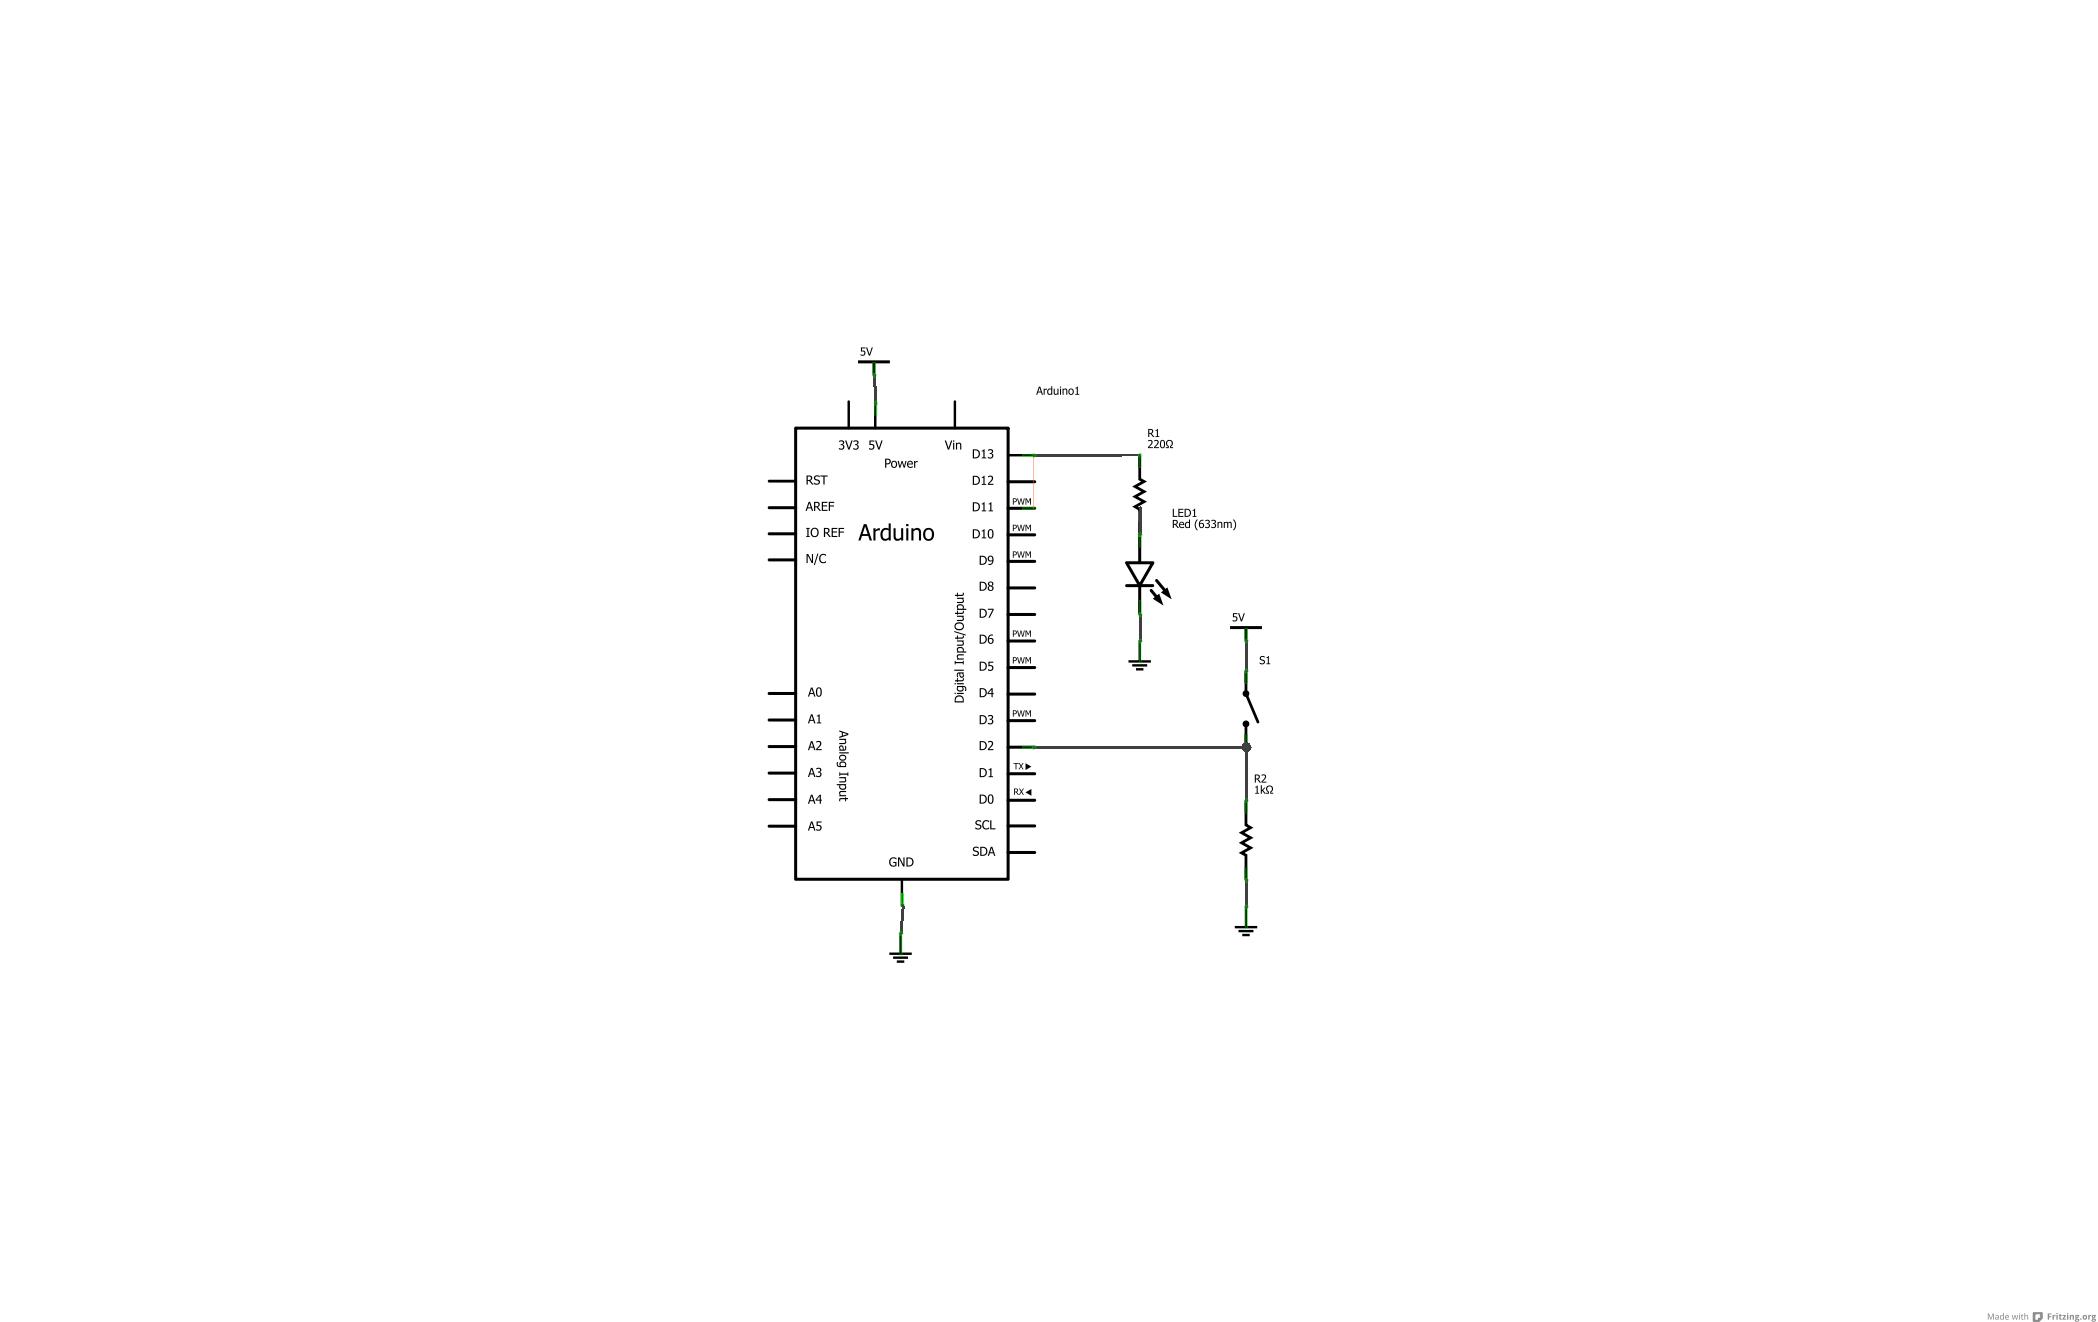 5V
Arduino1
R1
220Ω
3V3 5V Vin
Power
D13
RST
D12
AREF
PWM
D11
LED1
Red (633nm)
IO REF
Arduino
PWM
D10
N/C
PWM
D9
D8
D7
5V
PWM
D6
Digital Input/Output
S1
PWM
D5
A0
D4
A1
PWM
D3
A2
D2
Analog Input
TX
D1
A3
R2
1kΩ
RX
D0
A4
A5
SCL
SDA
GND
Made with Fritzing.org